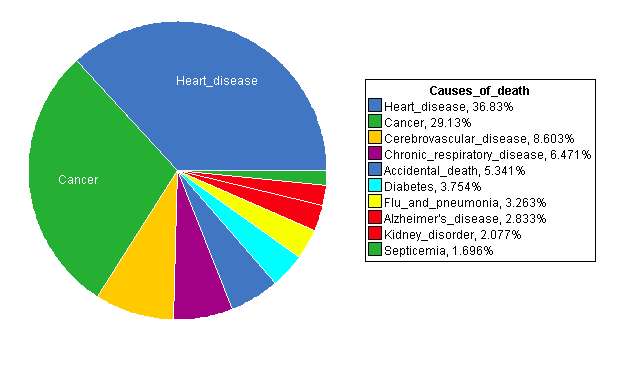 Heart_disease
Cancer
Causes_of_death
Heart_disease, 36.83%
Cancer, 29.13%
Cerebrovascular_disease, 8.603%
Chronic_respiratory_disease, 6.471%
Accidental_death, 5.341%
Diabetes, 3.754%
Flu_and_pneumonia, 3.263%
Alzheimer's_disease, 2.833%
Kidney_disorder, 2.077%
Septicemia, 1.696%